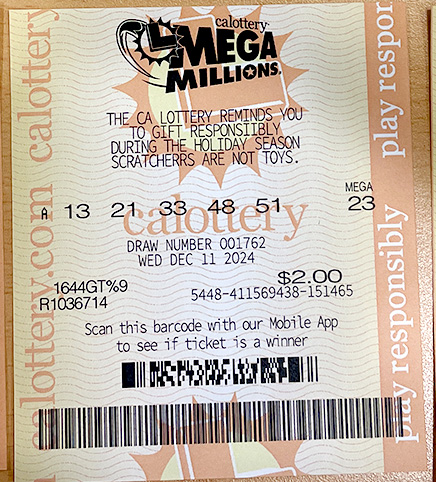 calottery
MEGA
MILLIONS
THE CA LOTTERY REMINDS YOU
TO GIFT RESPONSIIBLY
DURING THE HOLIDAY SEASON
SCRATCHERRS ARE NOT TOYS.
MEGA
A 13 21 33 48 51 23
calottery
DRAW NUMBER 001762
WED DEC 11 2024
1644GT%9 $2.00
R1036714 5448-411569438-151465
Scan this barcode with our Mobile App
to see if ticket is a winner
calottery.com calottery
play responsibly play respon